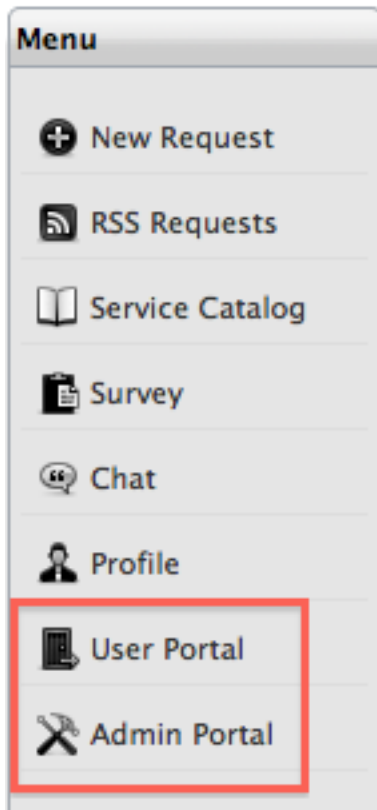 Menu
New Request
RSS Requests
Service Catalog
Survey
Chat
Profile
User Portal
Admin Portal